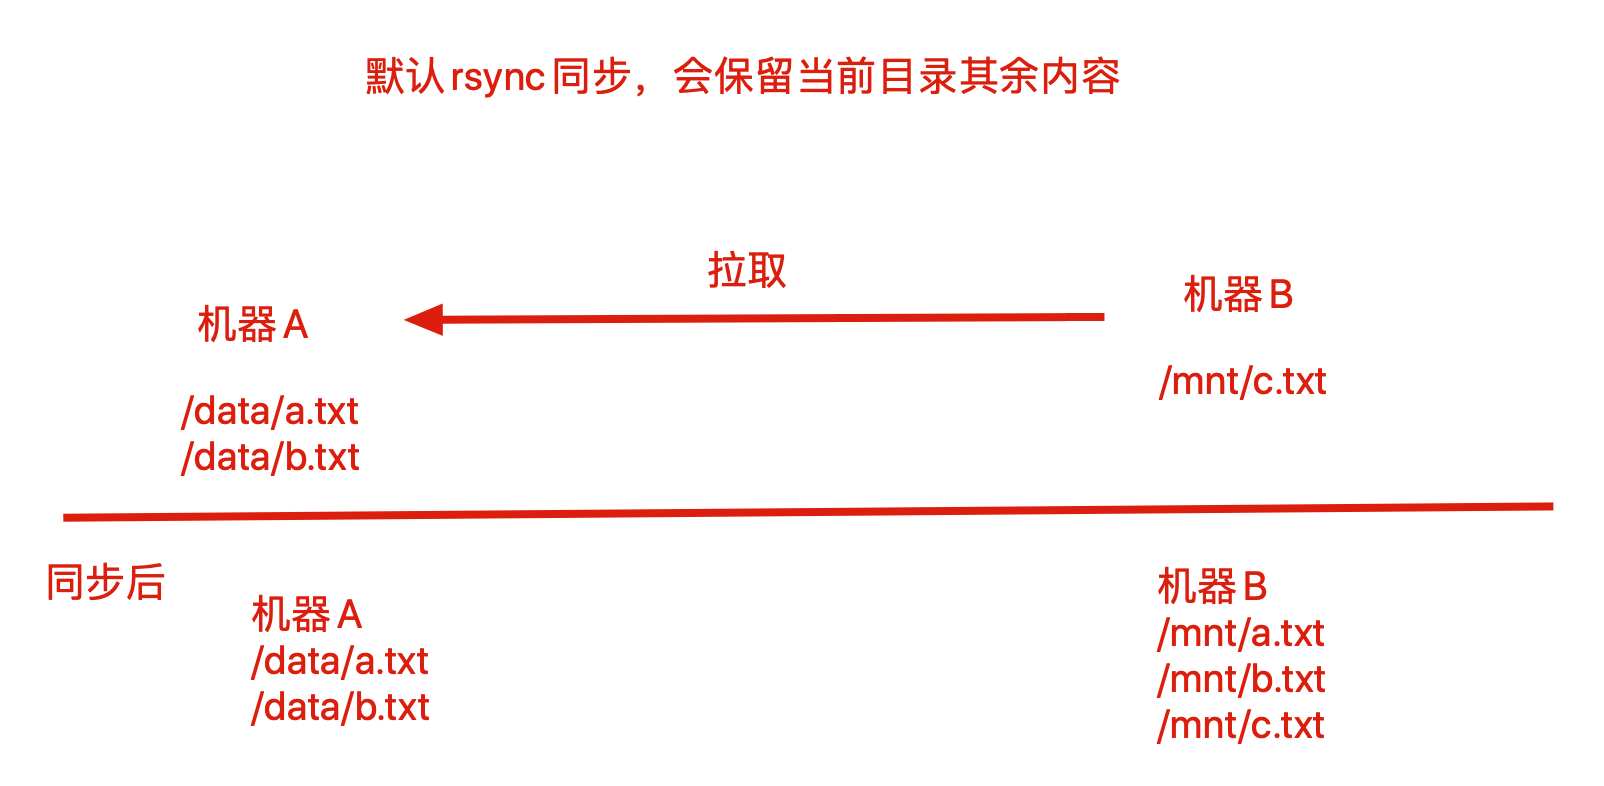 默认rsync同步，会保留当前目录其余内容
拉取
机器A
/data/a.txt
/data/b.txt
机器B
/mnt/c.txt
同步后
机器A
/data/a.txt
/data/b.txt
机器B
/mnt/a.txt
/mnt/b.txt
/mnt/c.txt